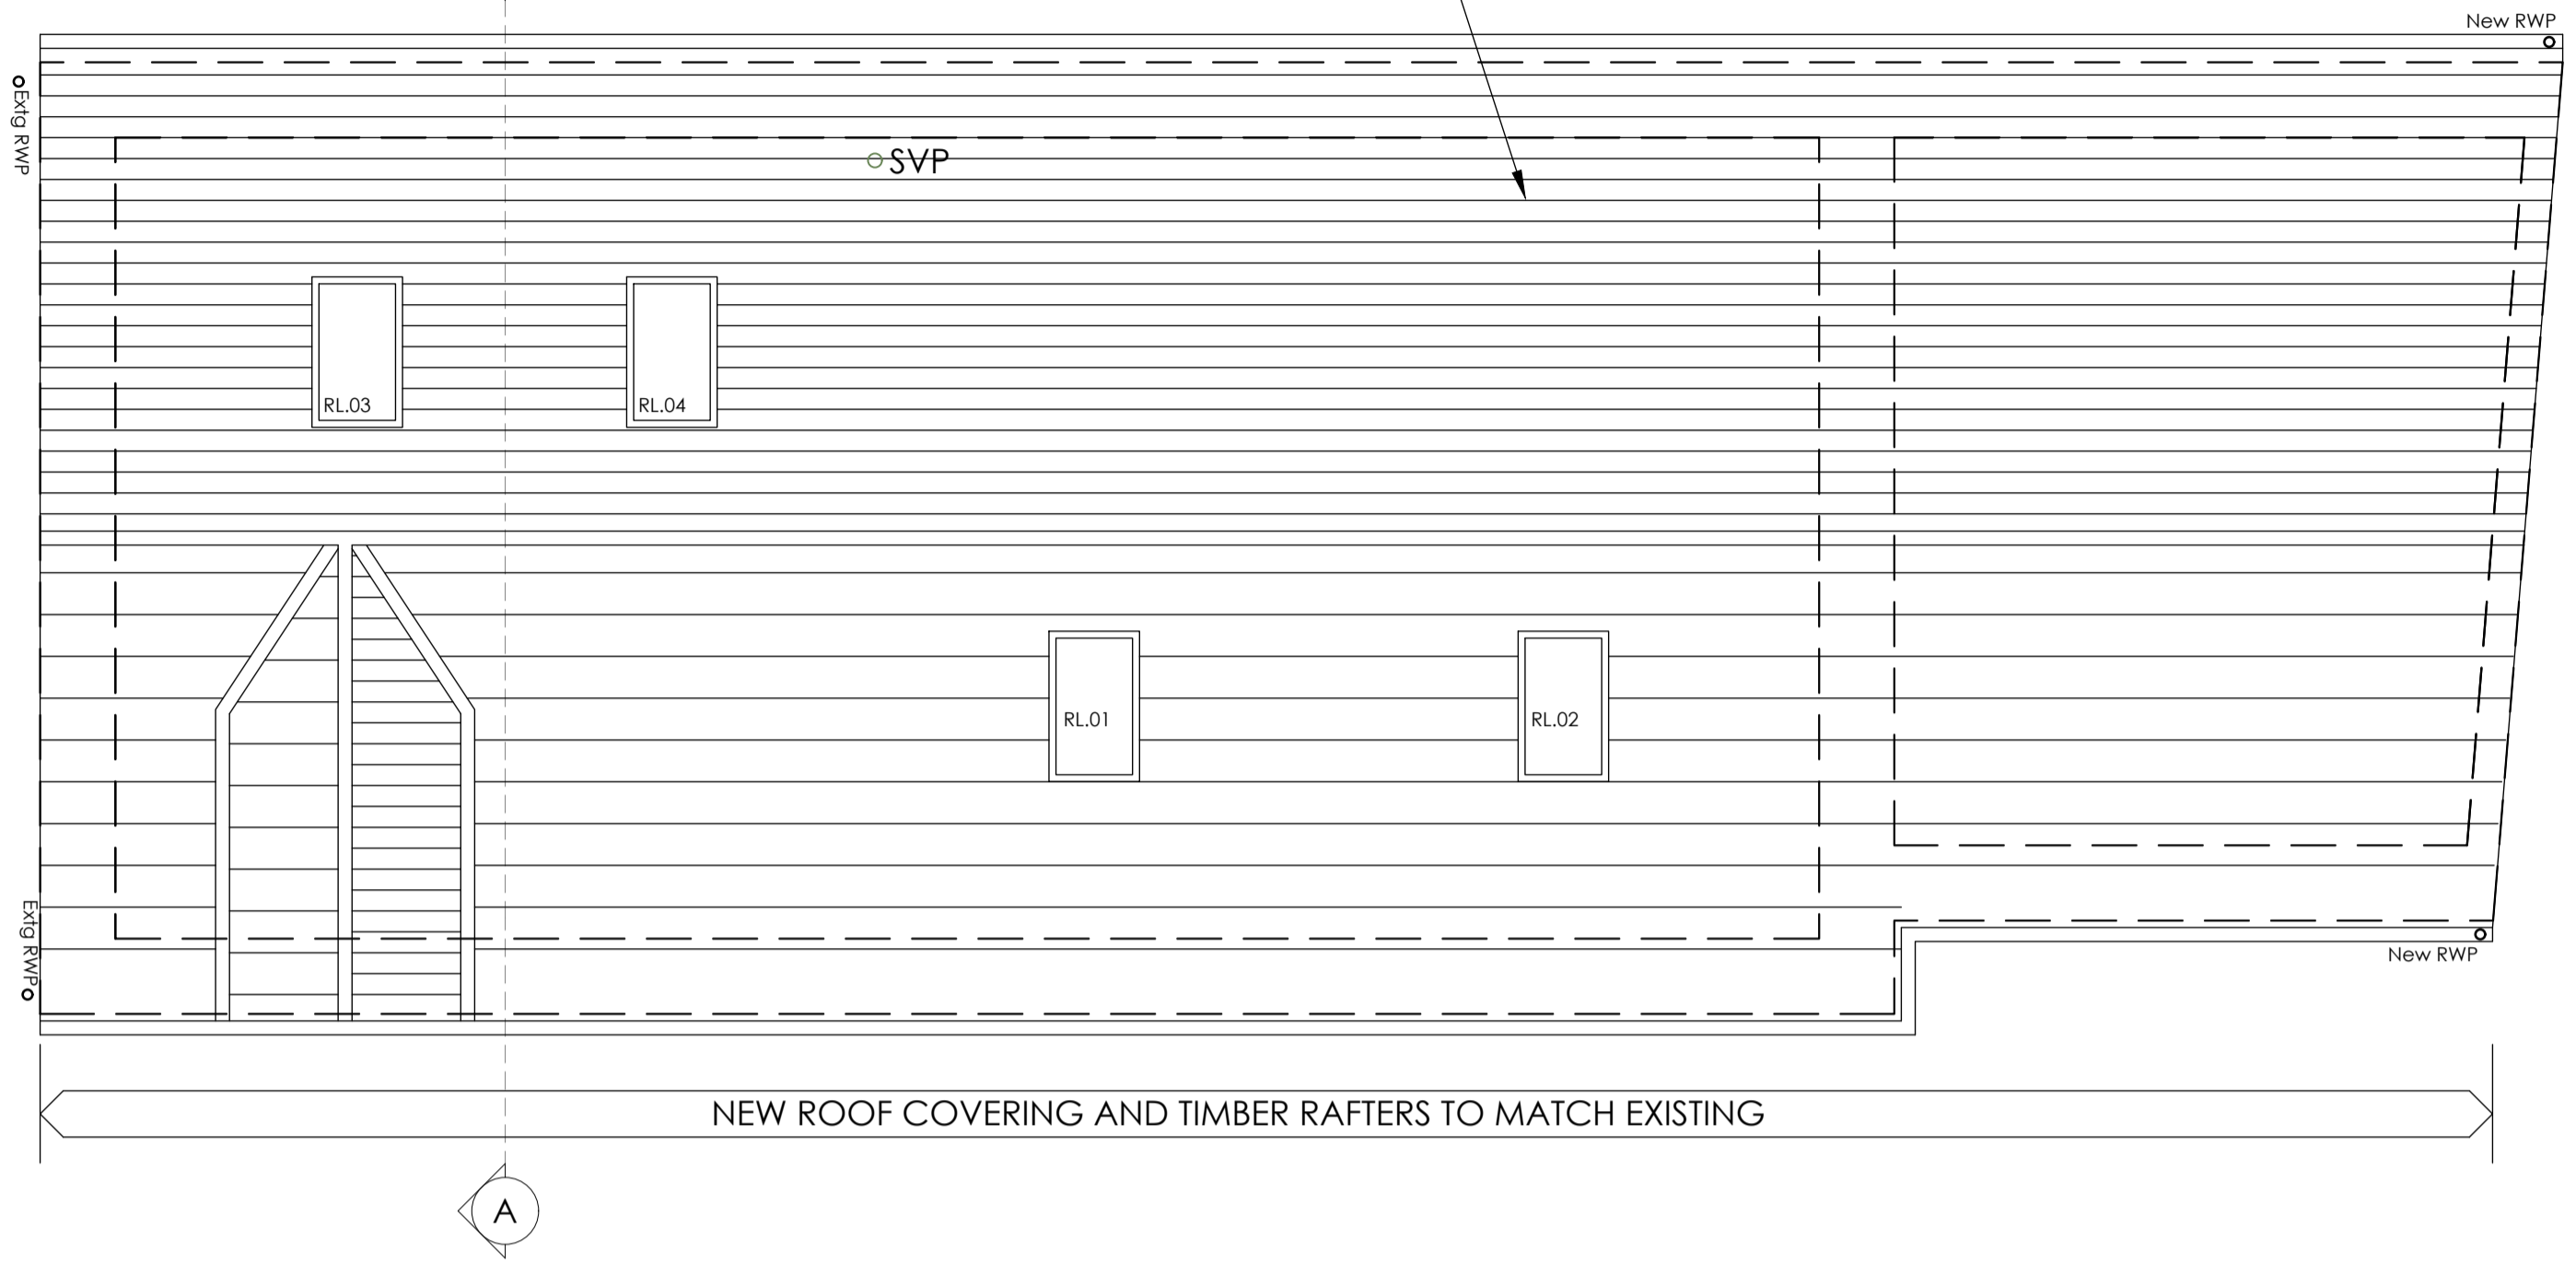 New RWP
Extg RWP
SVP
RL.03
RL.04
RL.01
RL.02
Extg RWP
New RWP
NEW ROOF COVERING AND TIMBER RAFTERS TO MATCH EXISTING
A